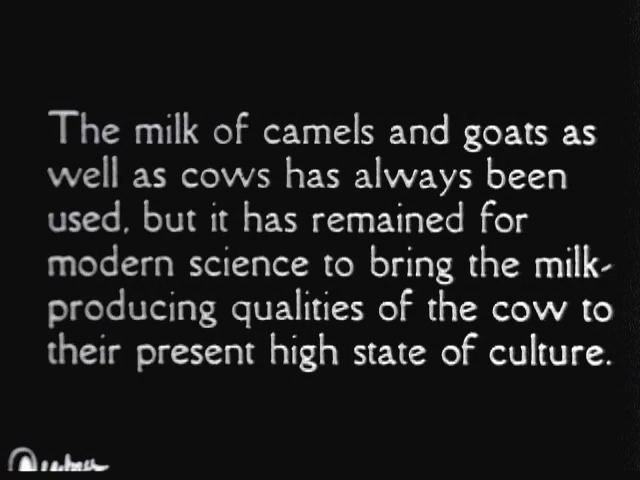 The milk of camels and goats as
well as cows has always been
used, but it has remained for
modern science to bring the milk-
producing qualities of the cow to
their present high state of culture.